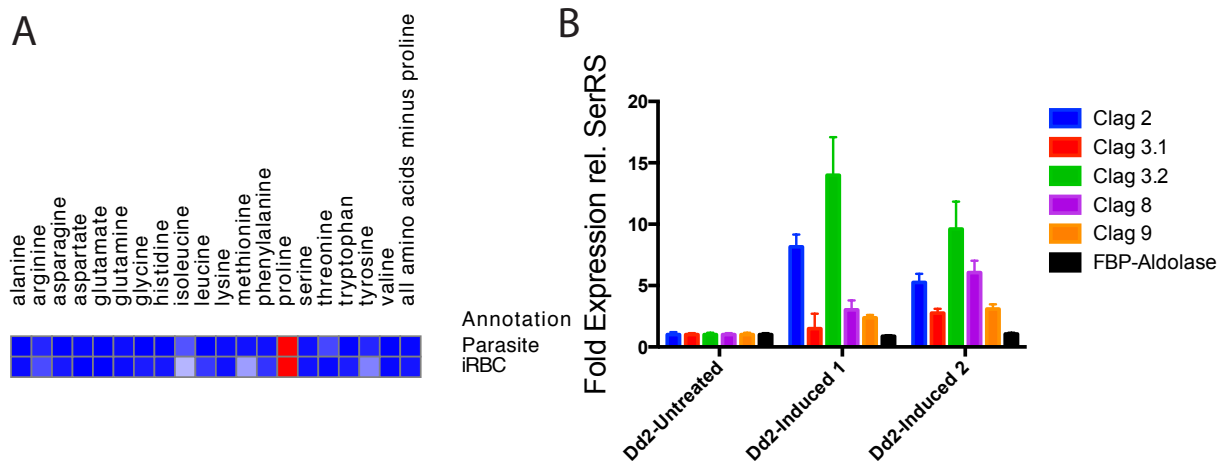 A
alanine
arginine
asparagine
aspartate
glutamate
glutamine
glycine
histidine
isoleucine
leucine
lysine
methionine
phenylalanine
proline
serine
threonine
tryptophan
tyrosine
valine
all amino acids minus proline
Annotation
Parasite
iRBC
B
Fold Expression rel. SerRS
20
15
10
5
0
Dd2-Untreated
Dd2-Induced 1
Dd2-Induced 2
Clag 2
Clag 3.1
Clag 3.2
Clag 8
Clag 9
FBP-Aldolase